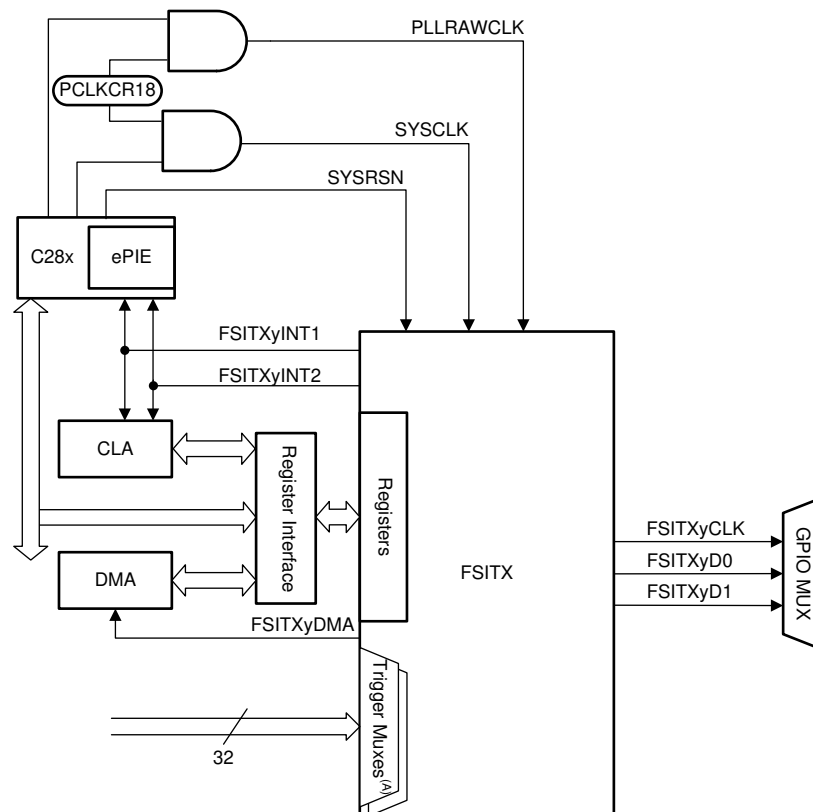 PLLRAWCLK
PCLKCR18
SYSCLK
SYSRSN
C28x
ePIE
FSITXyINT1
FSITXyINT2
CLA
Register Interface
Registers
FSITX
FSITXyCLK
FSITXyD0
FSITXyD1
GPIO MUX
DMA
FSITXyDMA
Trigger Muxes(A)
32